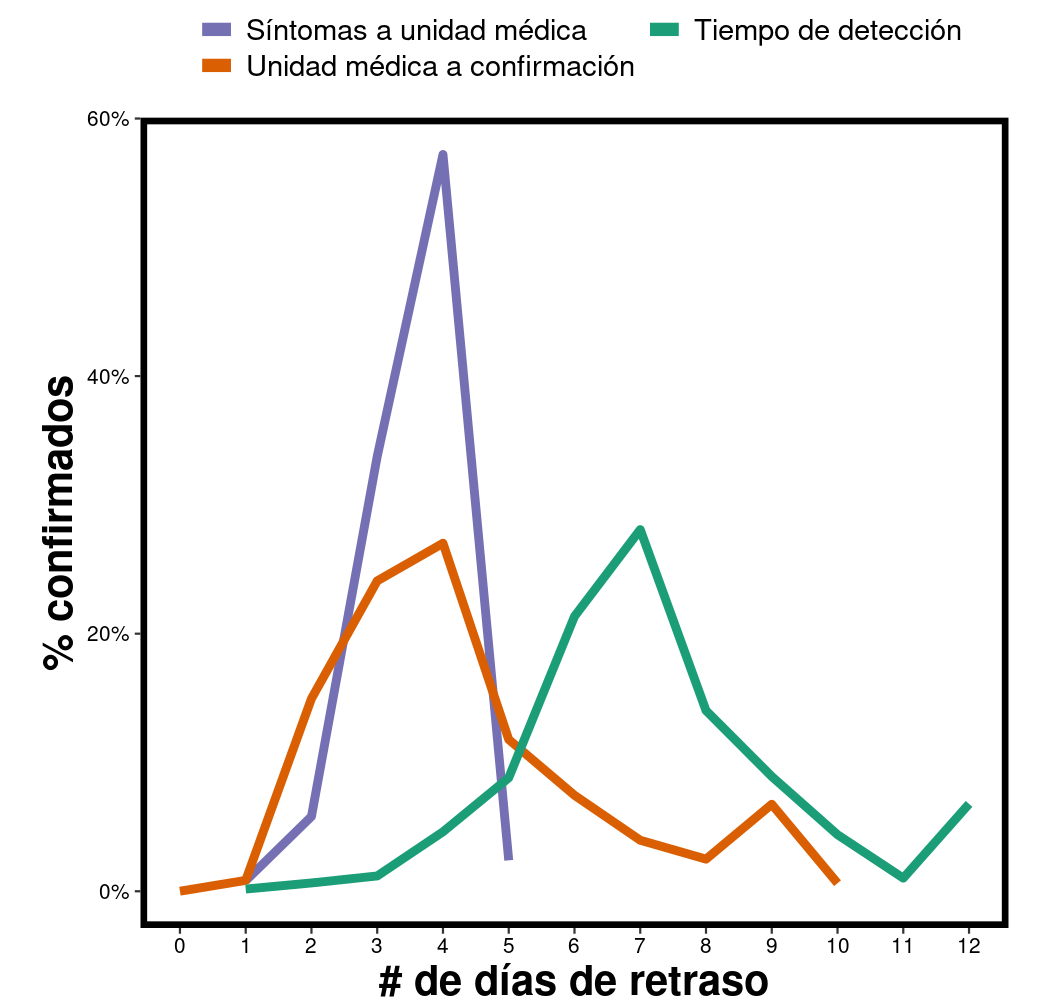 Síntomas a unidad médica
Tiempo de detección
Unidad médica a confirmación
60%
40%
20%
0%
% confirmados
0 1 2 3 4 5 6 7 8 9 10 11 12
# de días de retraso